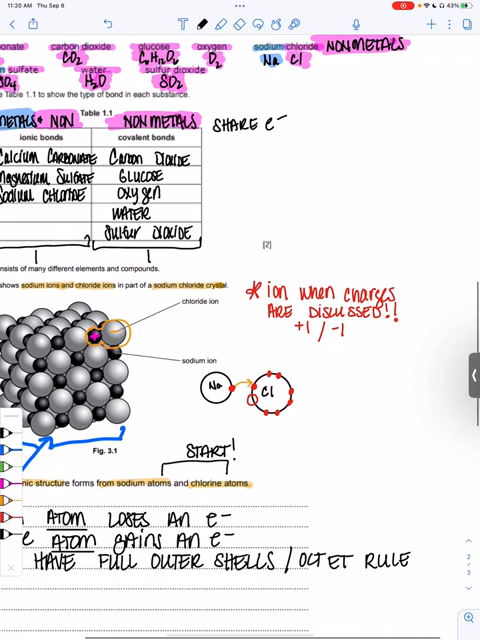 11:20 AM Thu Sep 8
43%
onate carbon dioxide glucose oxygen sodium chloride NONMETALS
CO2 C6H12O6 O2 Na Cl
sulfate water sulfur dioxide
O4 H2O SO2
e Table 1.1 to show the type of bond in each substance.
Table 1.1
METALS + NON NONMETALS SHARE e-
ionic bonds covalent bonds
CALCIUM CARBONATE CARBON DIOXIDE
MAGNESIUM SULFATE GLUCOSE
SODIUM CHLORIDE OXYGEN
WATER
SULFUR DIOXIDE
[2]
nsists of many different elements and compounds.
shows sodium ions and chloride ions in part of a sodium chloride crystal.
chloride ion
* ion when charges
ARE DISCUSSED!!
+1 / -1
sodium ion
Na Cl
Fig. 3.1
START!
nic structure forms from sodium atoms and chlorine atoms.
ATOM LOSES AN e-
ATOM GAINS AN e-
HAVE FULL OUTER SHELLS / OCTET RULE
2
3